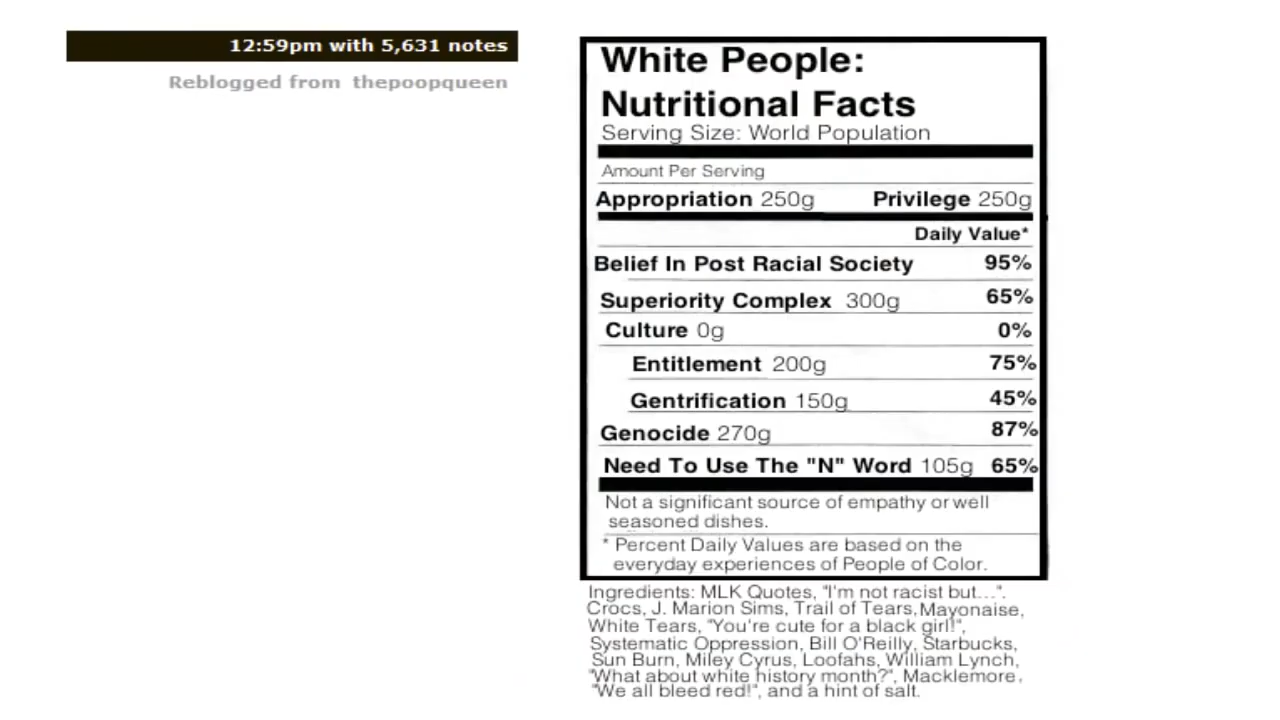 12:59pm with 5,631 notes
Reblogged from thepoopqueen
White People:
Nutritional Facts
Serving Size: World Population
Amount Per Serving
Appropriation 250g Privilege 250g
Daily Value*
Belief In Post Racial Society 95%
Superiority Complex 300g 65%
Culture 0g 0%
Entitlement 200g 75%
Gentrification 150g 45%
Genocide 270g 87%
Need To Use The "N" Word 105g 65%
Not a significant source of empathy or well
seasoned dishes.
* Percent Daily Values are based on the
everyday experiences of People of Color.
Ingredients: MLK Quotes, "I'm not racist but...".
Crocs, J. Marion Sims, Trail of Tears, Mayonaise,
White Tears, "You're cute for a black girl!",
Systematic Oppression, Bill O'Reilly, Starbucks,
Sun Burn, Miley Cyrus, Loofahs, William Lynch,
"What about white history month?", Macklemore,
"We all bleed red!", and a hint of salt.